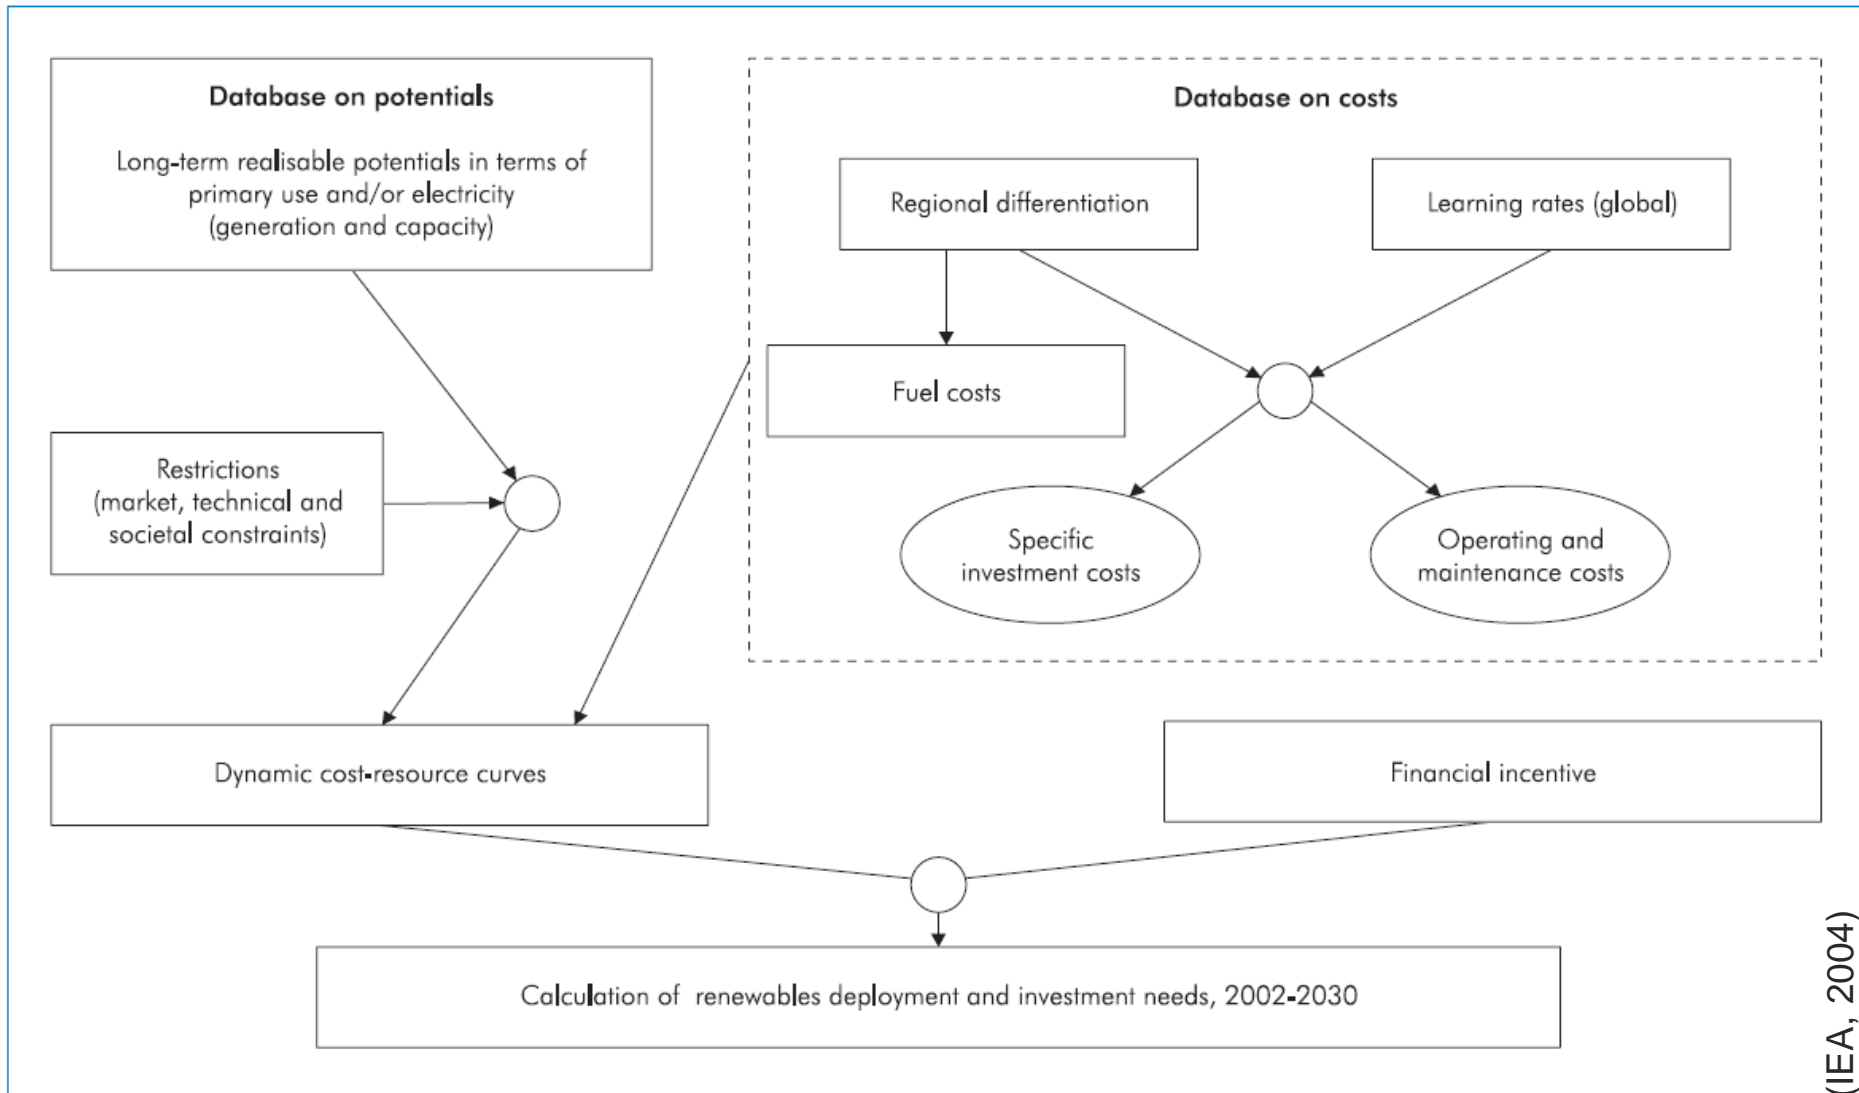 Database on potentials
Long-term realisable potentials in terms of
primary use and/or electricity
(generation and capacity)
Database on costs
Regional differentiation
Learning rates (global)
Fuel costs
Restrictions
(market, technical and
societal constraints)
Specific
investment costs
Operating and
maintenance costs
Dynamic cost-resource curves
Financial incentive
Calculation of renewables deployment and investment needs, 2002-2030
(IEA, 2004)